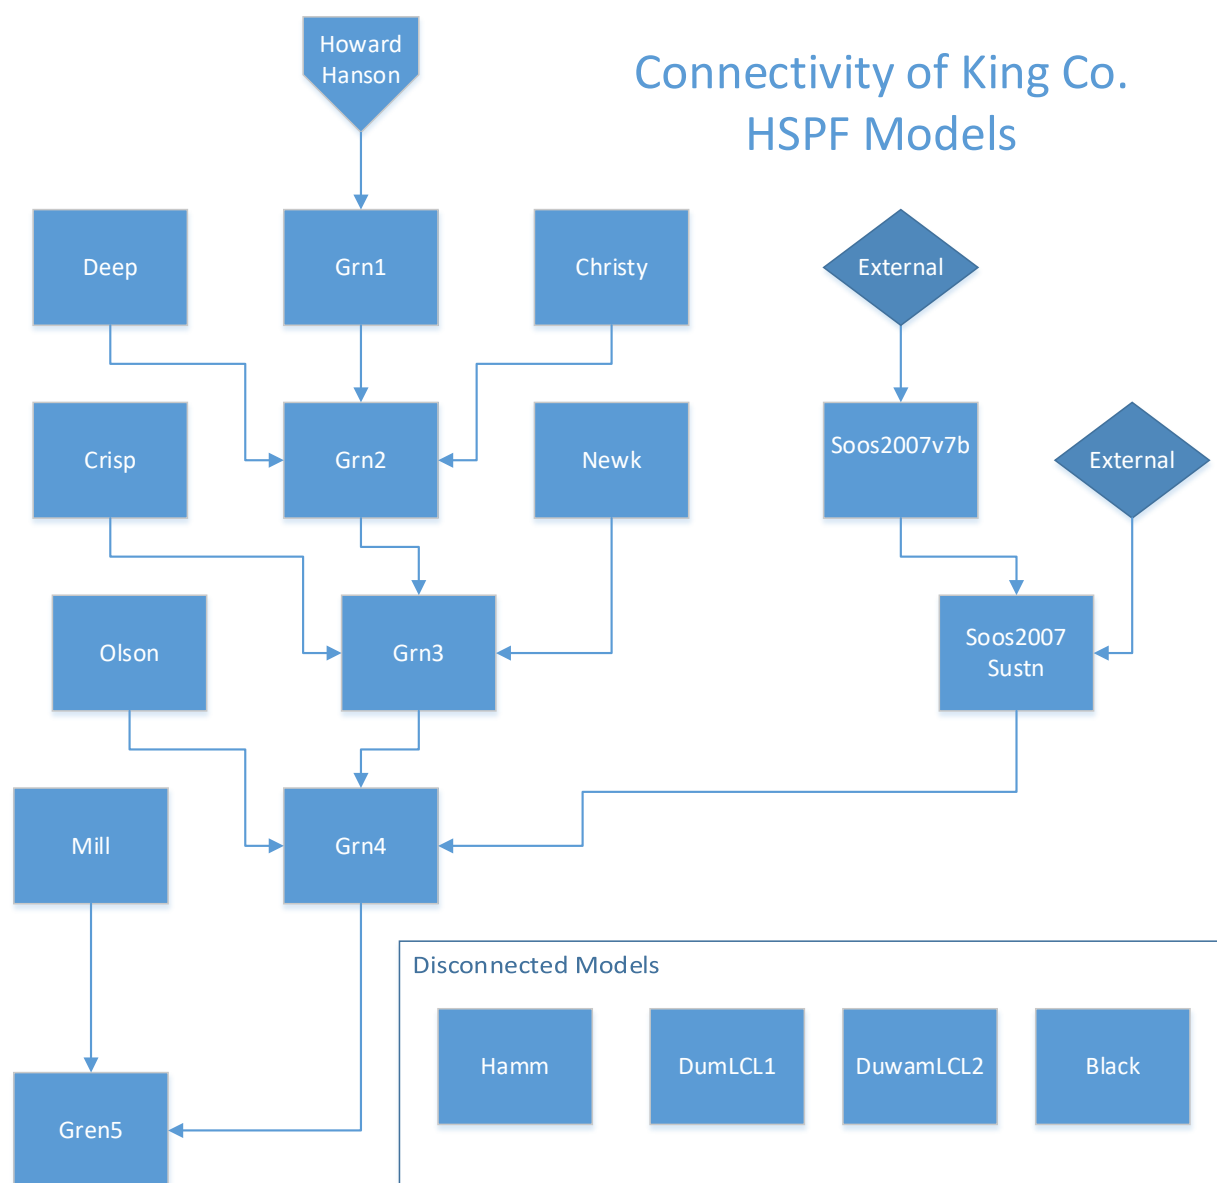 Howard
Hanson
Connectivity of King Co.
HSPF Models
Deep
Grn1
Christy
External
Crisp
Grn2
Newk
Soos2007v7b
External
Olson
Grn3
Soos2007
Sustn
Mill
Grn4
Disconnected Models
Hamm
DumLCL1
DuwamLCL2
Black
Gren5